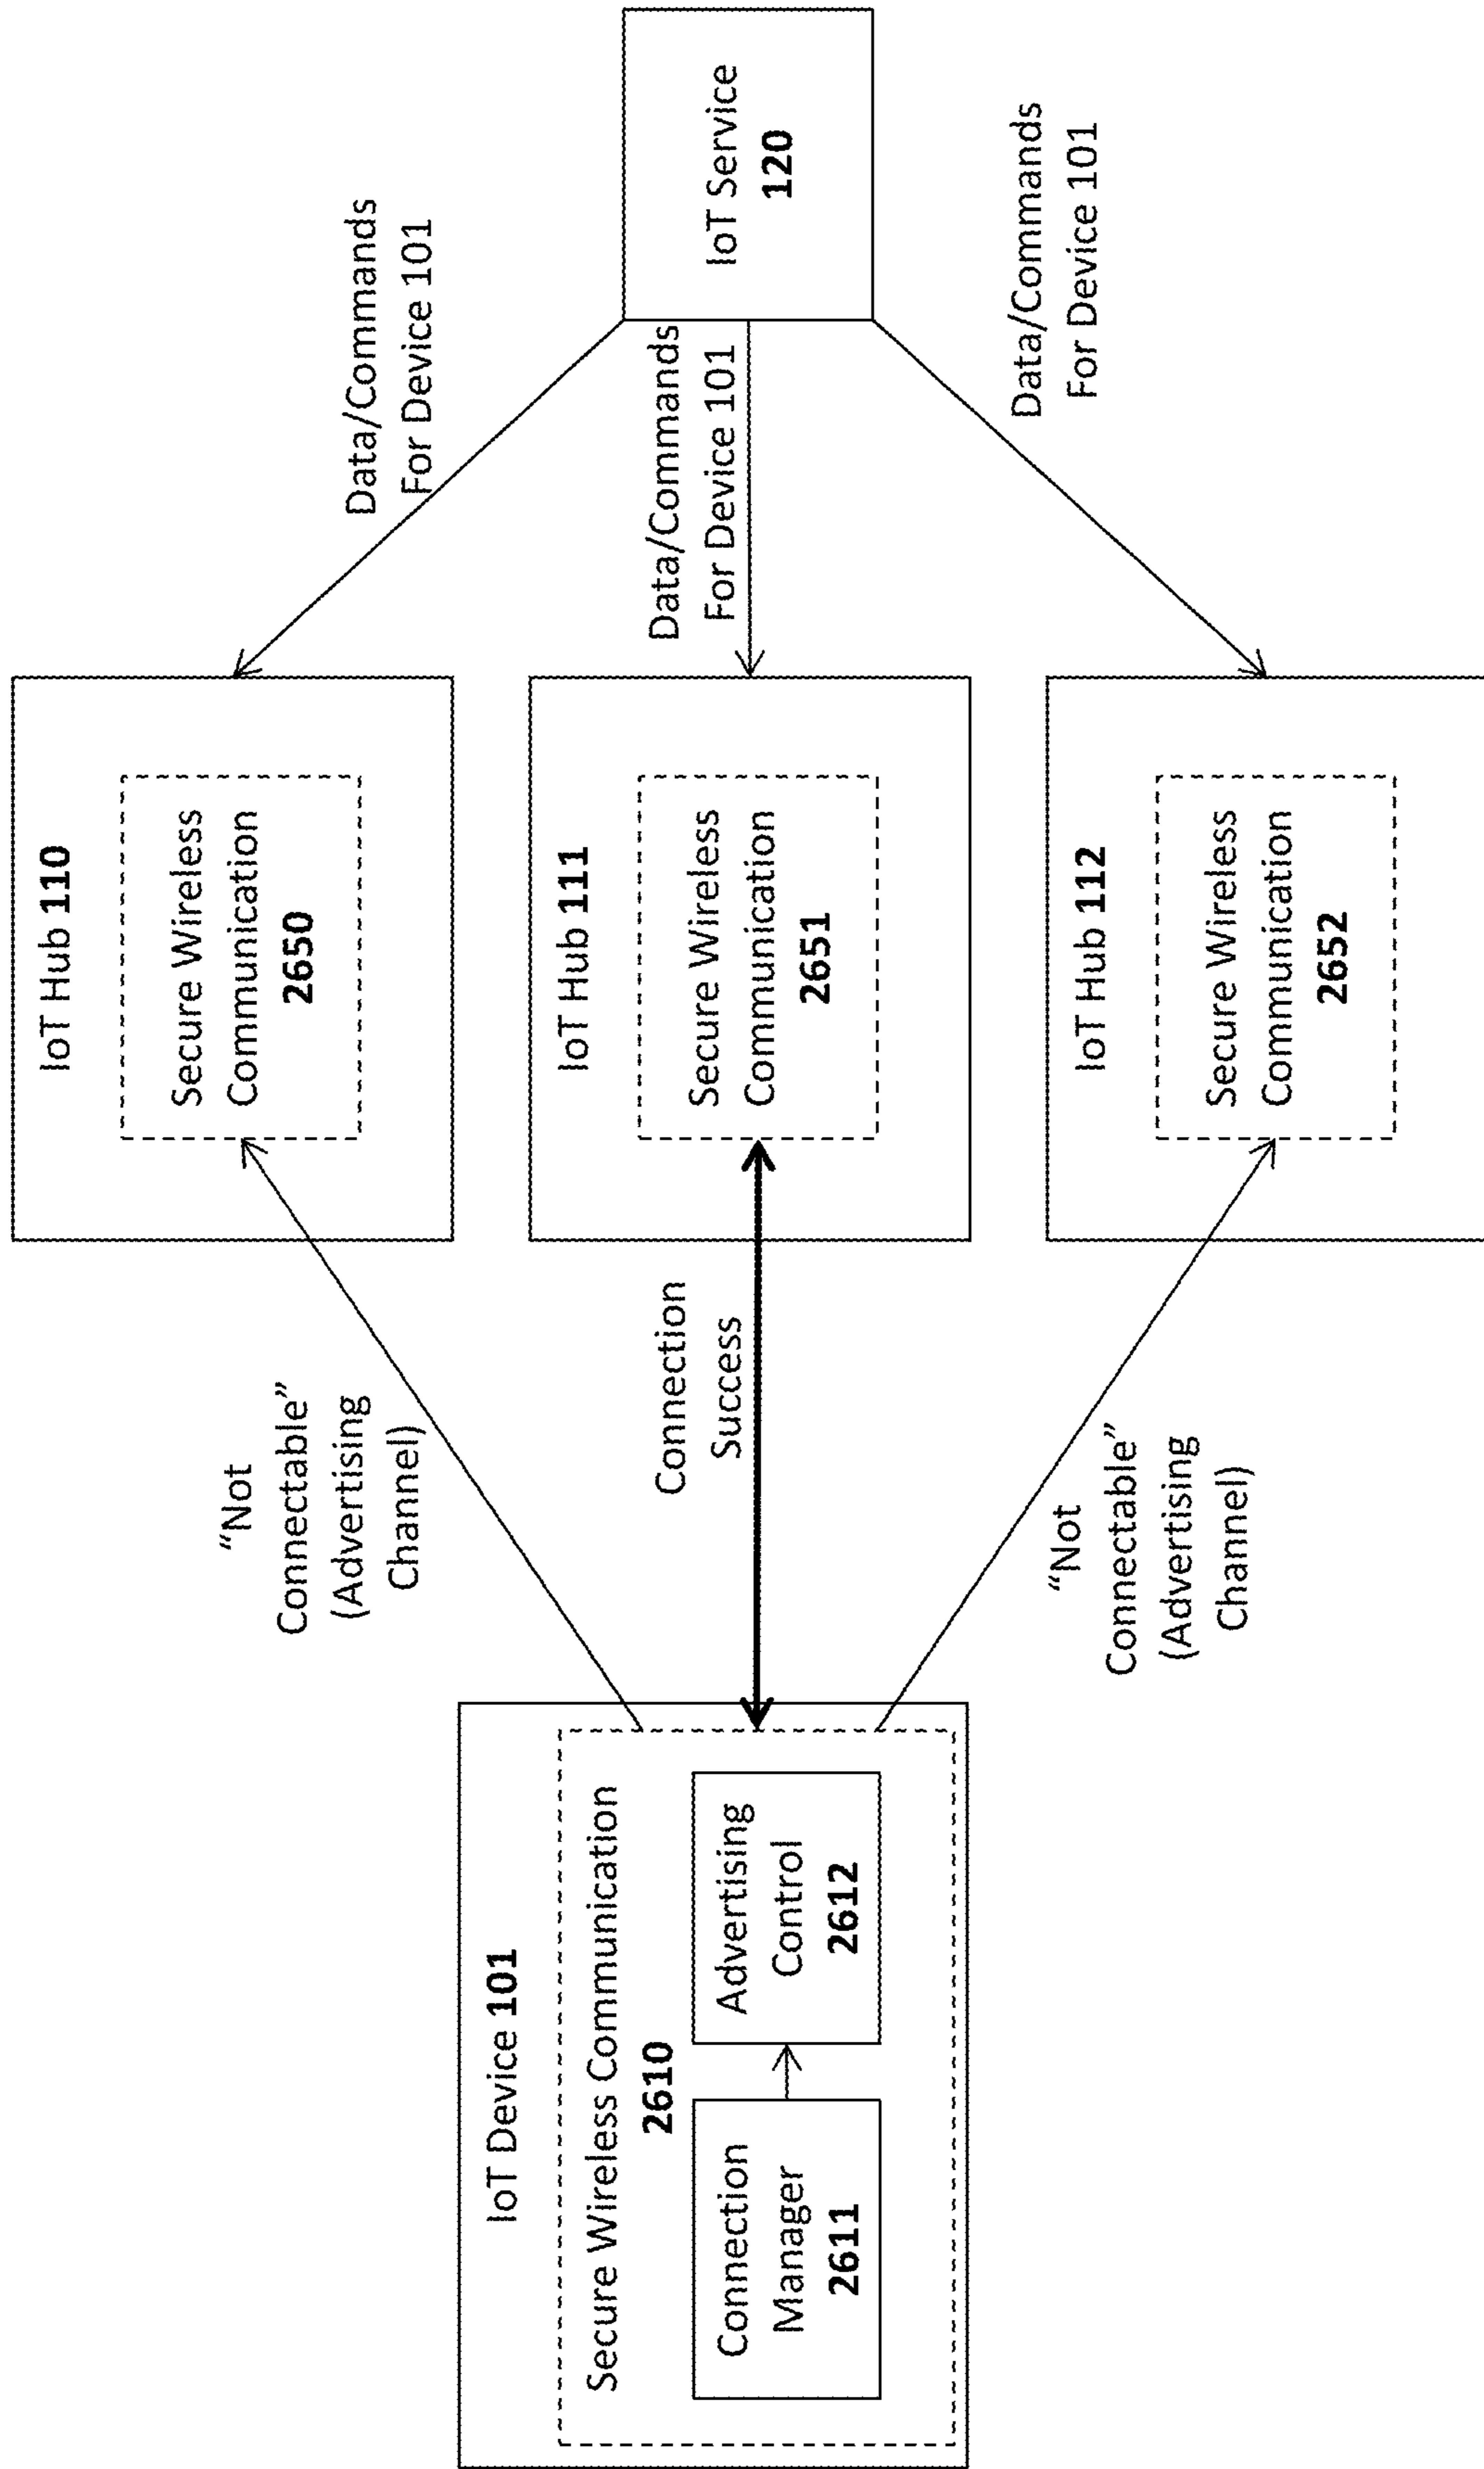 IoT Device 101
Secure Wireless Communication
2610
Connection
Manager
2611
Advertising
Control
2612
“Not
Connectable”
(Advertising
Channel)
Connection
Success
“Not
Connectable”
(Advertising
Channel)
IoT Hub 110
Secure Wireless
Communication
2650
IoT Hub 111
Secure Wireless
Communication
2651
IoT Hub 112
Secure Wireless
Communication
2652
Data/Commands
For Device 101
Data/Commands
For Device 101
Data/Commands
For Device 101
IoT Service
120